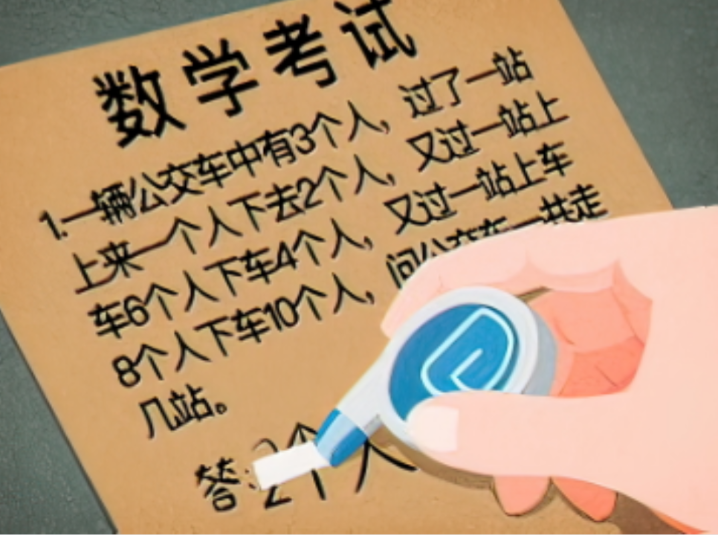 数学考试
1.一辆公交车中有3个人，过了一站
上来一个人下去2个人，又过一站上
车6个人下车4个人，又过一站上车
8个人下车10个人，问公交车一共走
几站。
答:2个人